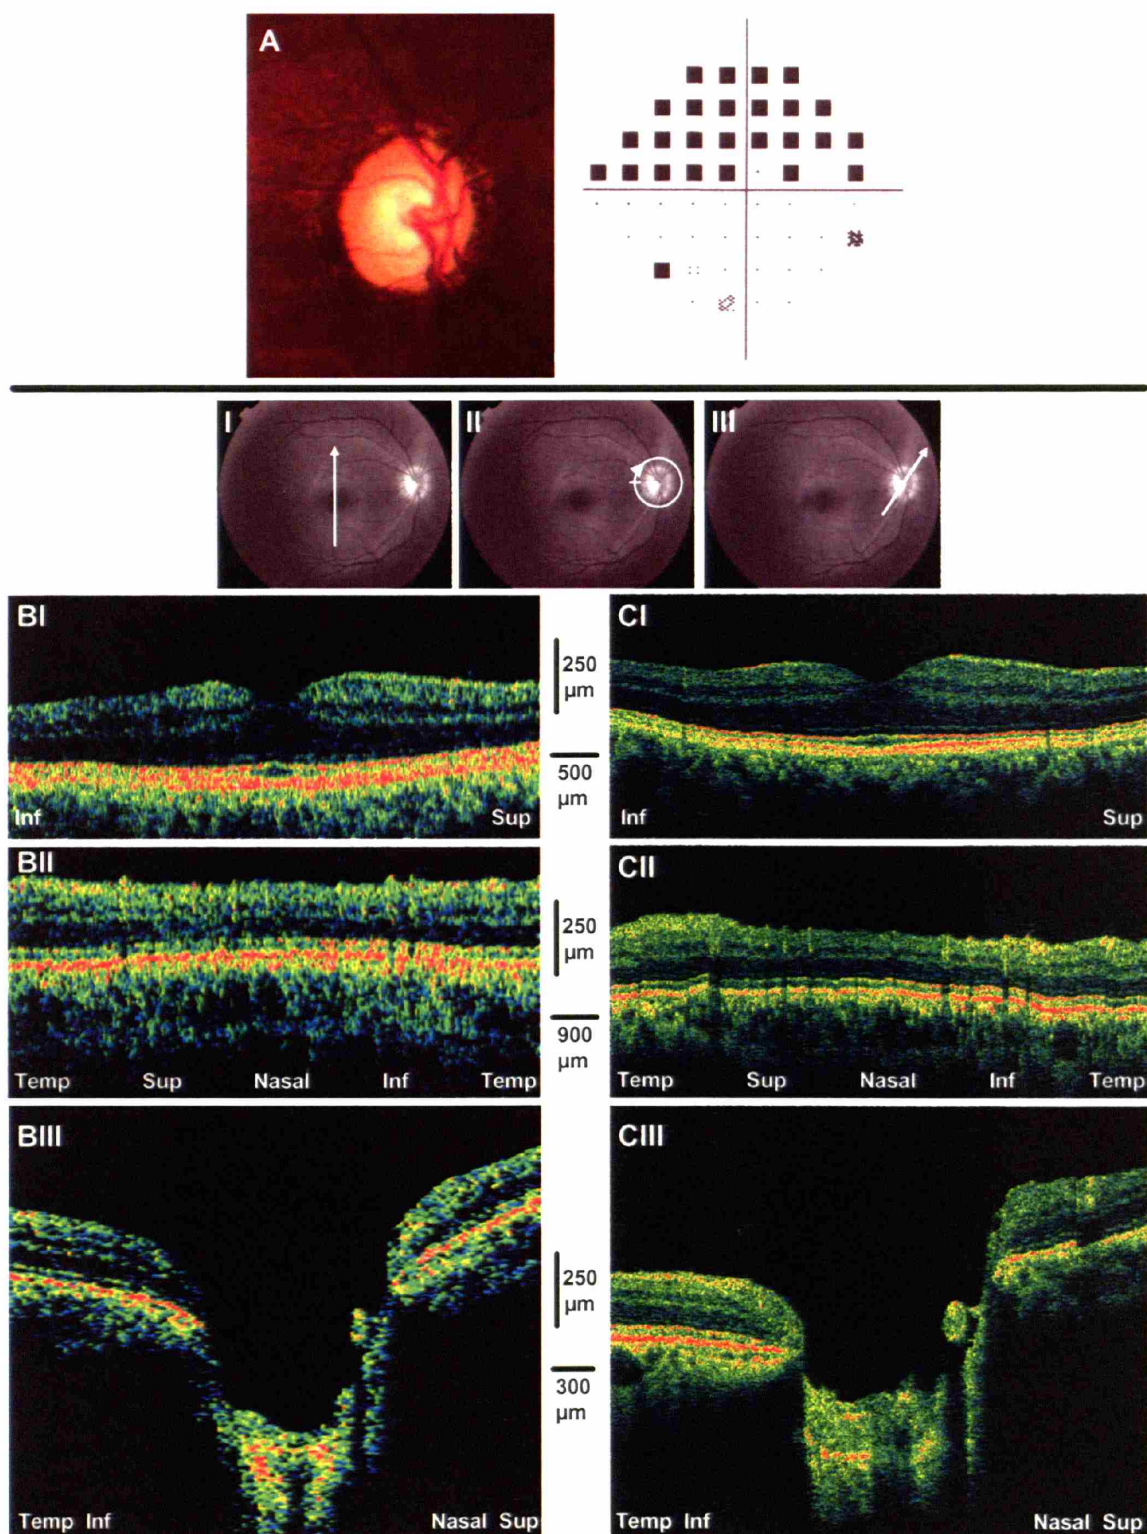 A
I II III
BI
CI
250
µm
500
µm
Inf Sup
Inf Sup
BII
CII
250
µm
900
µm
Temp Sup Nasal Inf Temp
Temp Sup Nasal Inf Temp
BIII
CIII
250
µm
300
µm
Temp Inf Nasal Sup
Temp Inf Nasal Sup